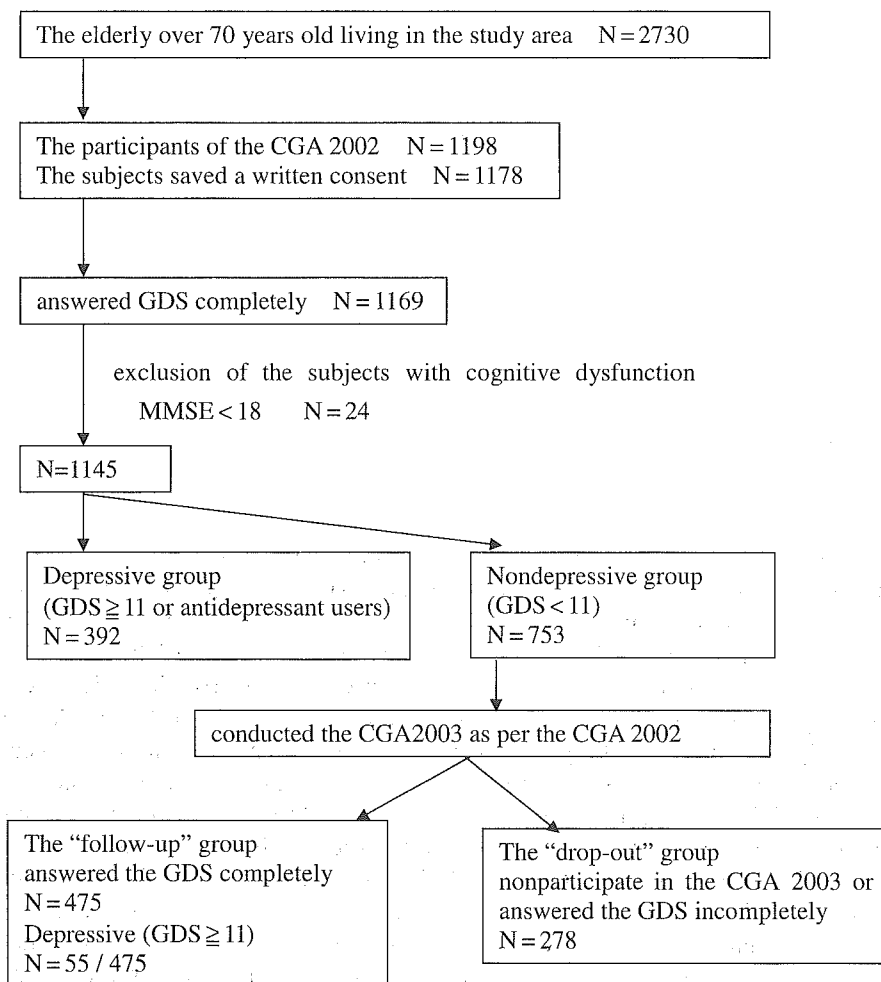 The elderly over 70 years old living in the study area N=2730
The participants of the CGA 2002 N=1198
The subjects saved a written consent N=1178
answered GDS completely N=1169
exclusion of the subjects with cognitive dysfunction
MMSE<18 N=24
N=1145
Depressive group
(GDS≧11 or antidepressant users)
N=392
Nondepressive group
(GDS<11)
N=753
conducted the CGA2003 as per the CGA 2002
The “follow-up” group
answered the GDS completely
N=475
Depressive (GDS≧11)
N=55 / 475
The “drop-out” group
nonparticipate in the CGA 2003 or
answered the GDS incompletely
N=278